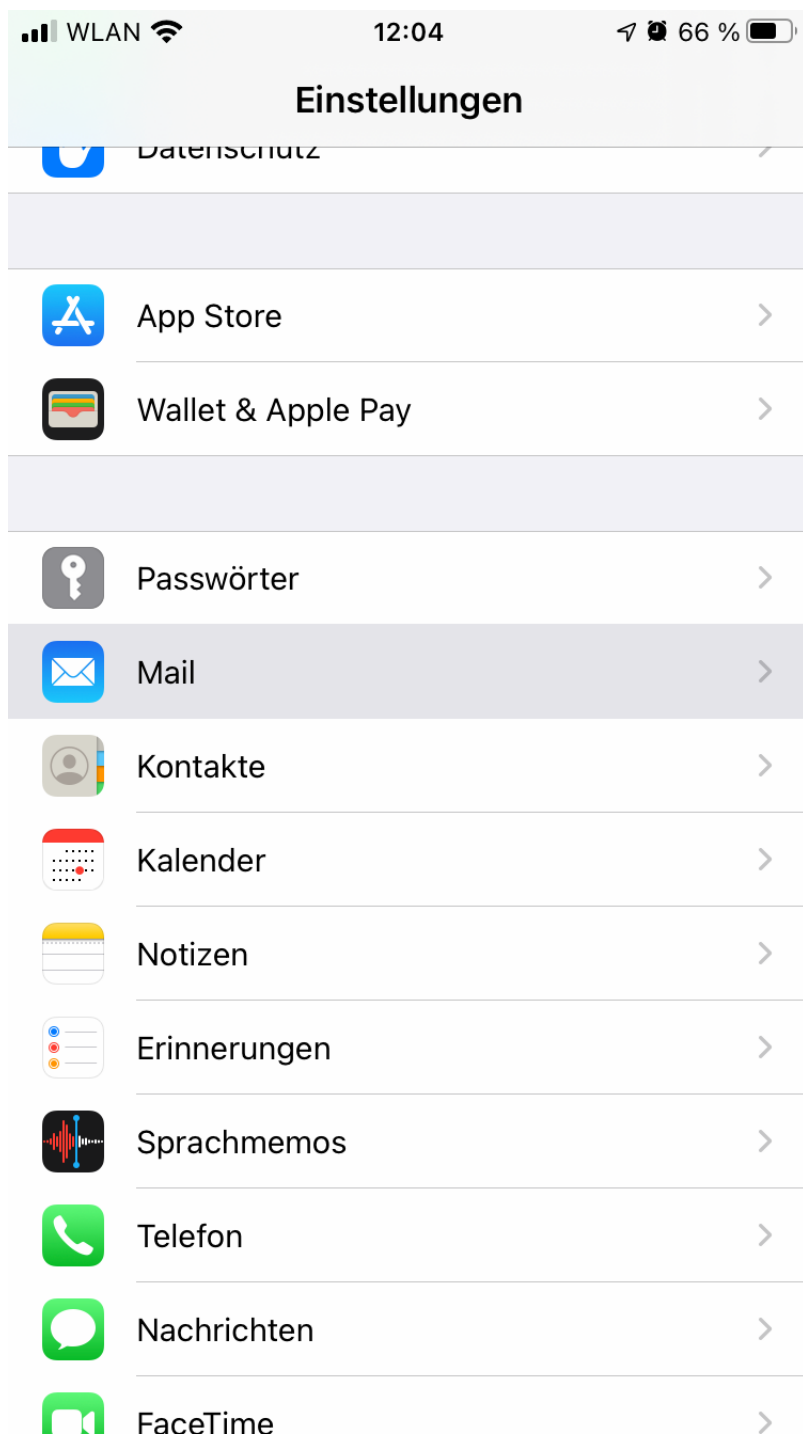 WLAN 12:04 66 %
Einstellungen
Datenschutz
App Store
Wallet & Apple Pay
Passwörter
Mail
Kontakte
Kalender
Notizen
Erinnerungen
Sprachmemos
Telefon
Nachrichten
FaceTime